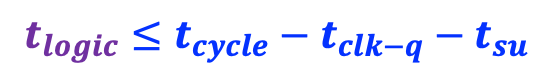 t_logic ≤ t_cycle − t_clk−q − t_su